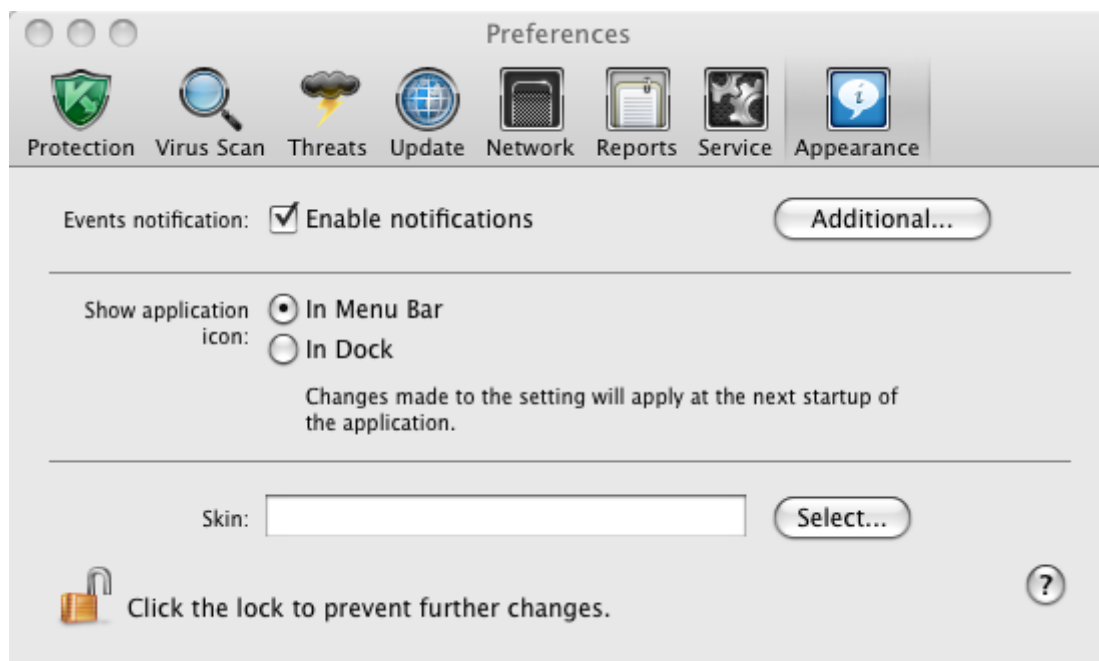 Preferences
Protection Virus Scan Threats Update Network Reports Service Appearance
Events notification: Enable notifications Additional...
Show application In Menu Bar
icon: In Dock
Changes made to the setting will apply at the next startup of
the application.
Skin: Select...
Click the lock to prevent further changes. ?